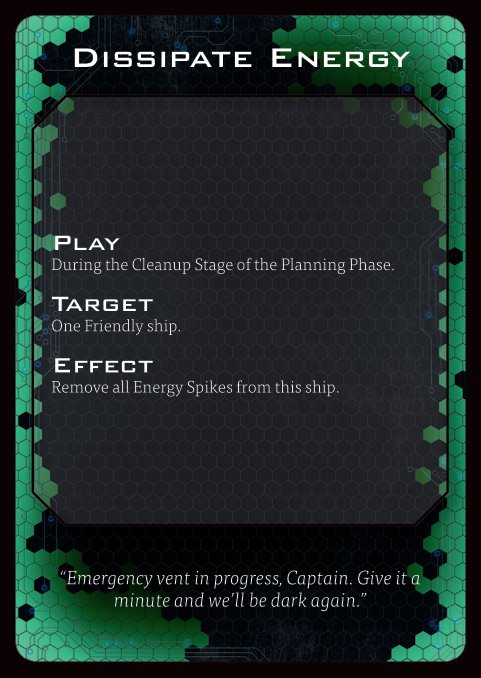 Dissipate Energy
Play
During the Cleanup Stage of the Planning Phase.
Target
One Friendly ship.
Effect
Remove all Energy Spikes from this ship.
“Emergency vent in progress, Captain. Give it a
minute and we’ll be dark again.”